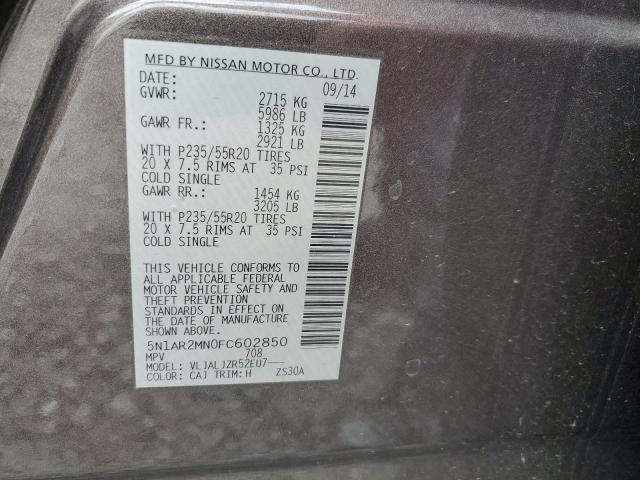 MFD BY NISSAN MOTOR CO., LTD.
DATE: 09/14
GVWR: 2715 KG
5986 LB
GAWR FR.: 1325 KG
2921 LB
WITH P235/55R20 TIRES
20 X 7.5 RIMS AT 35 PSI
COLD SINGLE
GAWR RR.: 1454 KG
3205 LB
WITH P235/55R20 TIRES
20 X 7.5 RIMS AT 35 PSI
COLD SINGLE
THIS VEHICLE CONFORMS TO
ALL APPLICABLE FEDERAL
MOTOR VEHICLE SAFETY AND
THEFT PREVENTION
STANDARDS IN EFFECT ON
THE DATE OF MANUFACTURE
SHOWN ABOVE.
5N1AR2MN0FC602850
MPV 708
MODEL: VLJALJZR52EU7---
COLOR: CAJ TRIM:H ZS30A